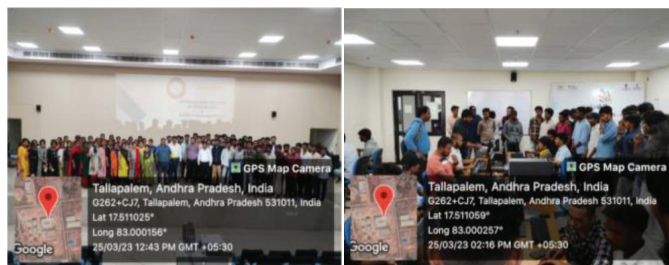 GPS Map Camera
Tallapalem, Andhra Pradesh, India
G262+CJ7, Tallapalem, Andhra Pradesh 531011, India
Lat 17.511025°
Long 83.000156°
25/03/23 12:43 PM GMT +05:30
Google
GPS Map Camera
Tallapalem, Andhra Pradesh, India
G262+CJ7, Tallapalem, Andhra Pradesh 531011, India
Lat 17.511059°
Long 83.000257°
25/03/23 02:16 PM GMT +05:30
Google